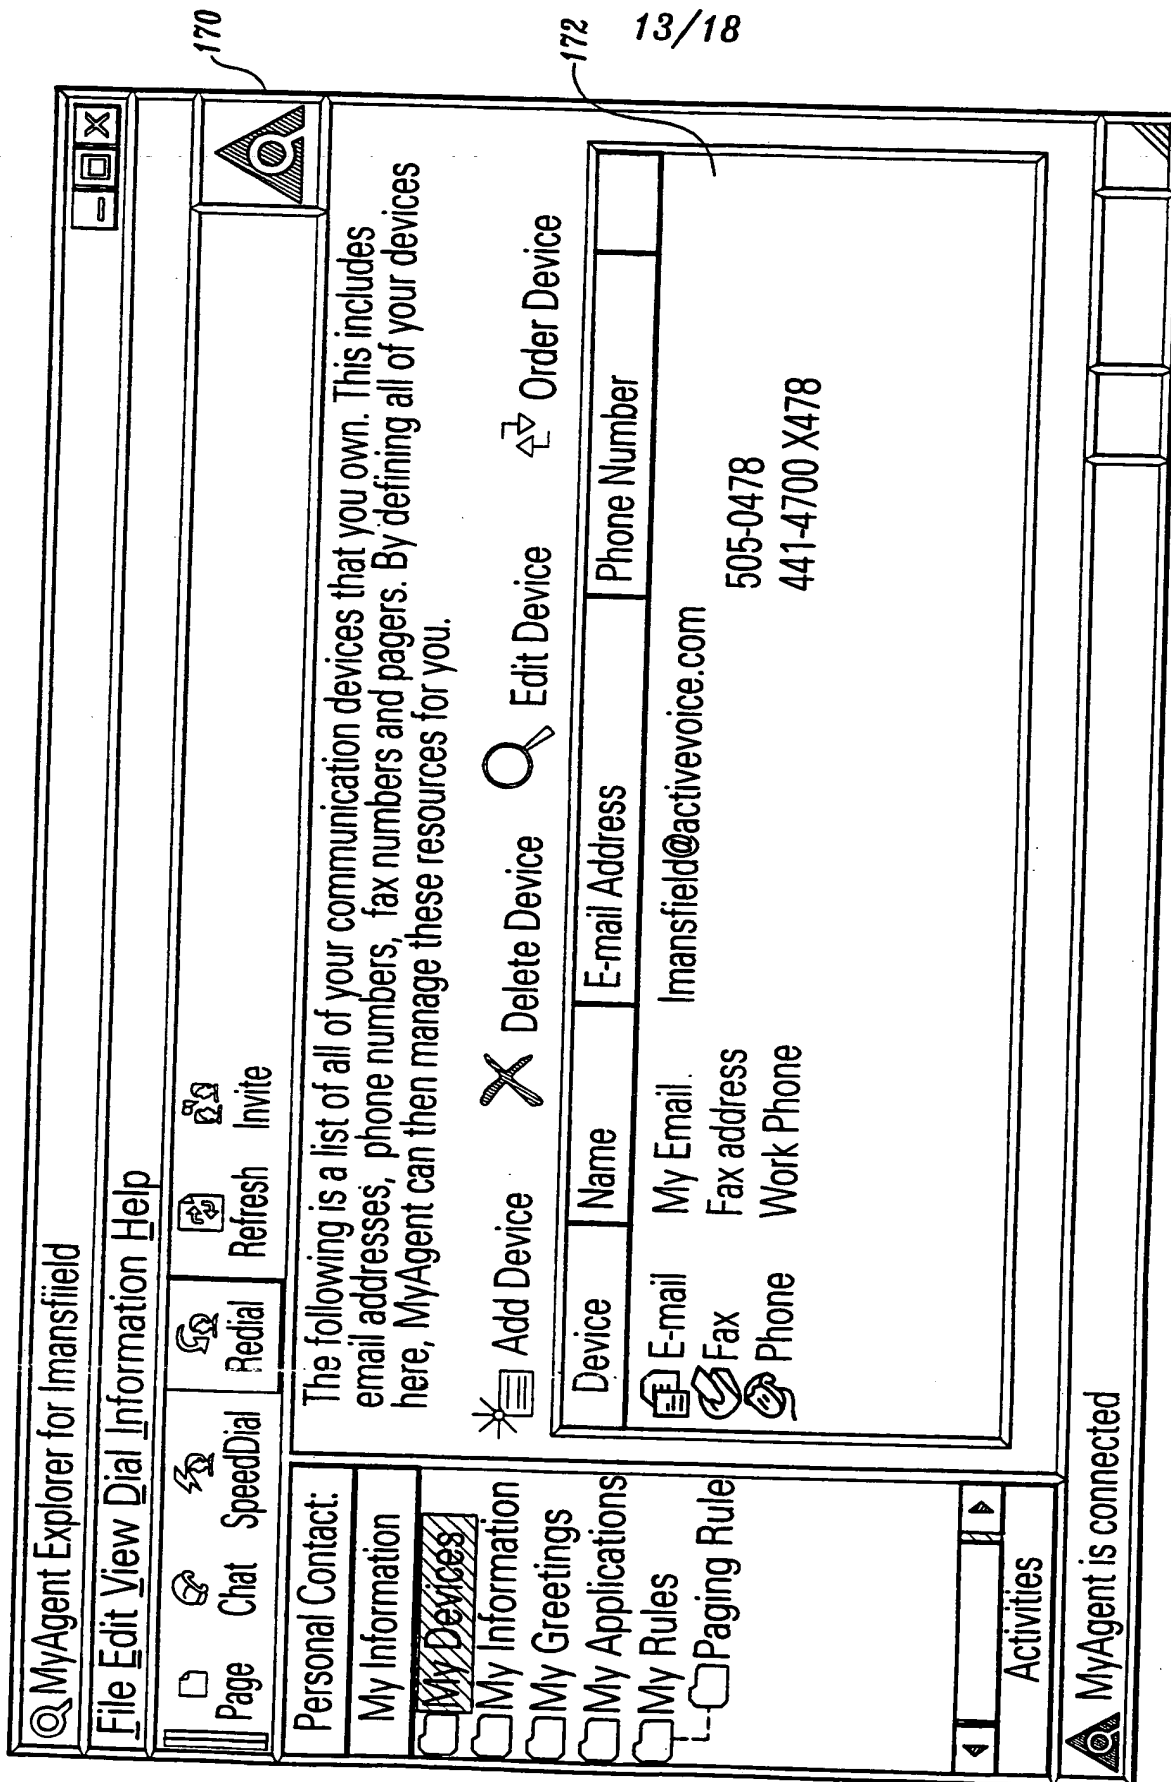 13/18
170
172
MyAgent Explorer for lmansfiield
File Edit View Dial Information Help
Page Chat SpeedDial Redial Refresh Invite
Personal Contact:
My Information
My Devices
My Information
My Greetings
My Applications
My Rules
Paging Rule
Activities
The following is a list of all of your communication devices that you own. This includes
email addresses, phone numbers, fax numbers and pagers. By defining all of your devices
here, MyAgent can then manage these resources for you.
Add Device Delete Device Edit Device Order Device
Device Name E-mail Address Phone Number
E-mail My Email lmansfield@activevoice.com
Fax Fax address 505-0478
Phone Work Phone 441-4700 X478
MyAgent is connected